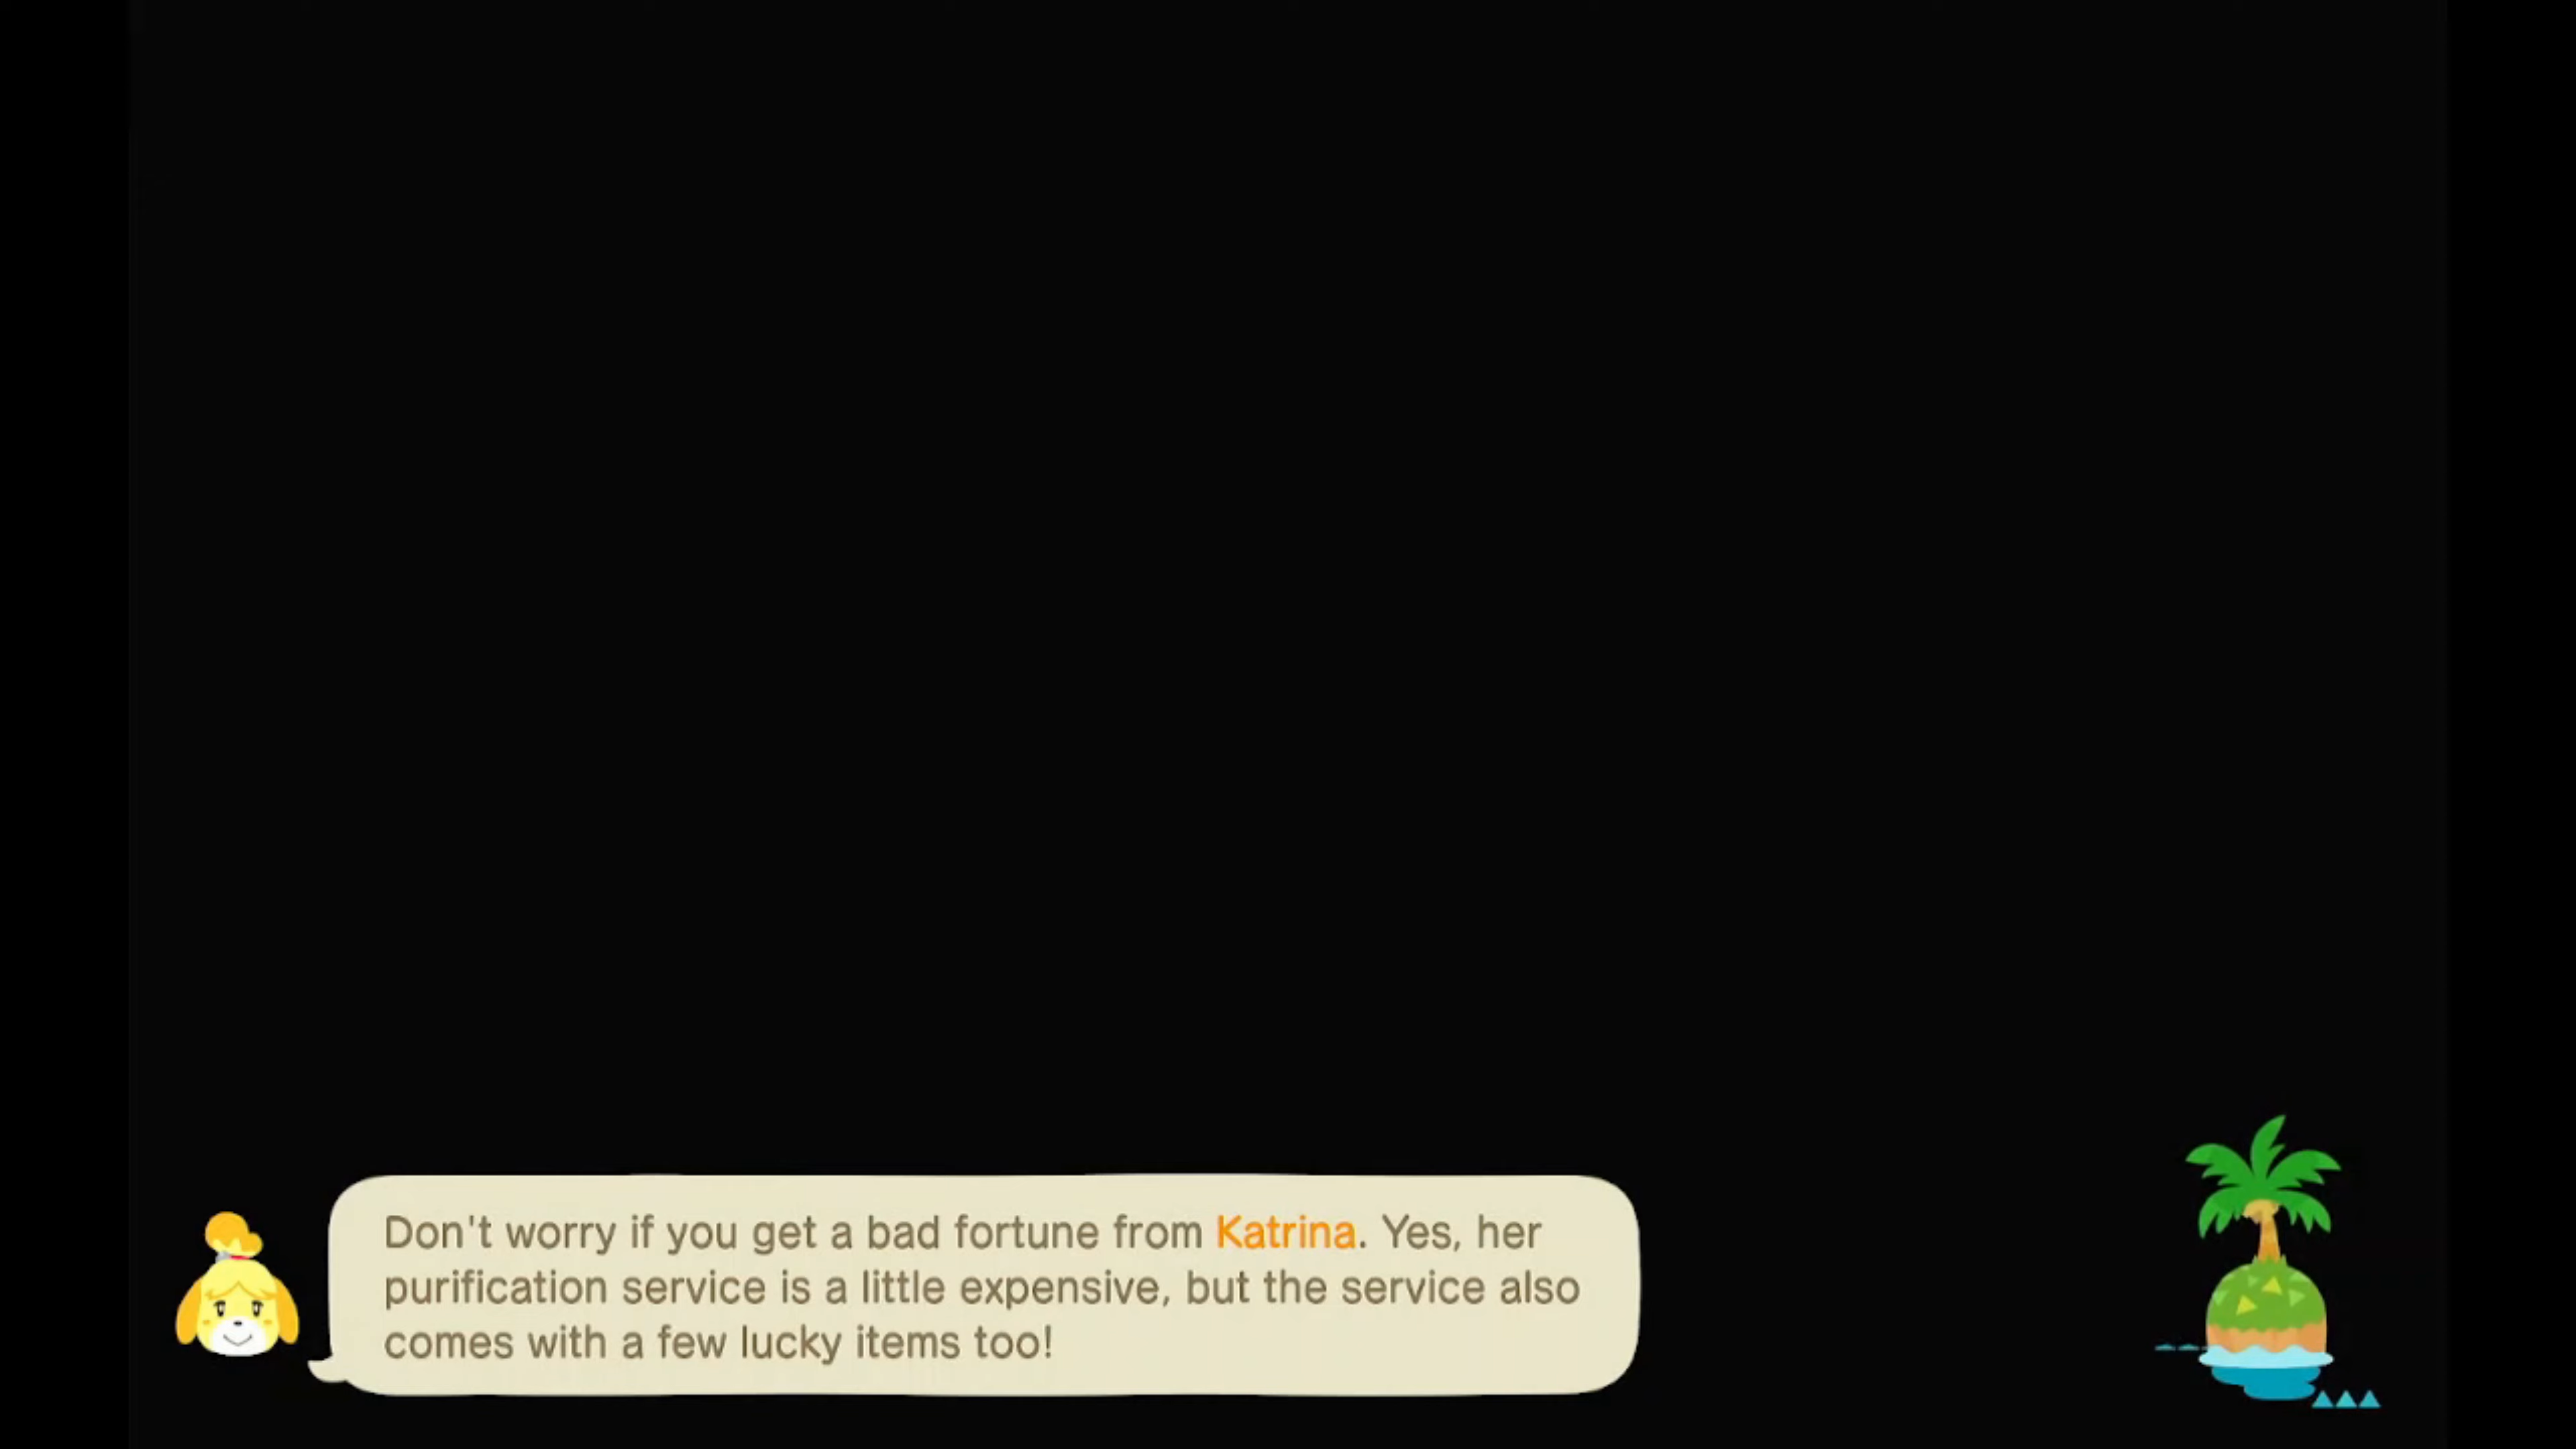 Don't worry if you get a bad fortune from Katrina. Yes, her
purification service is a little expensive, but the service also
comes with a few lucky items too!